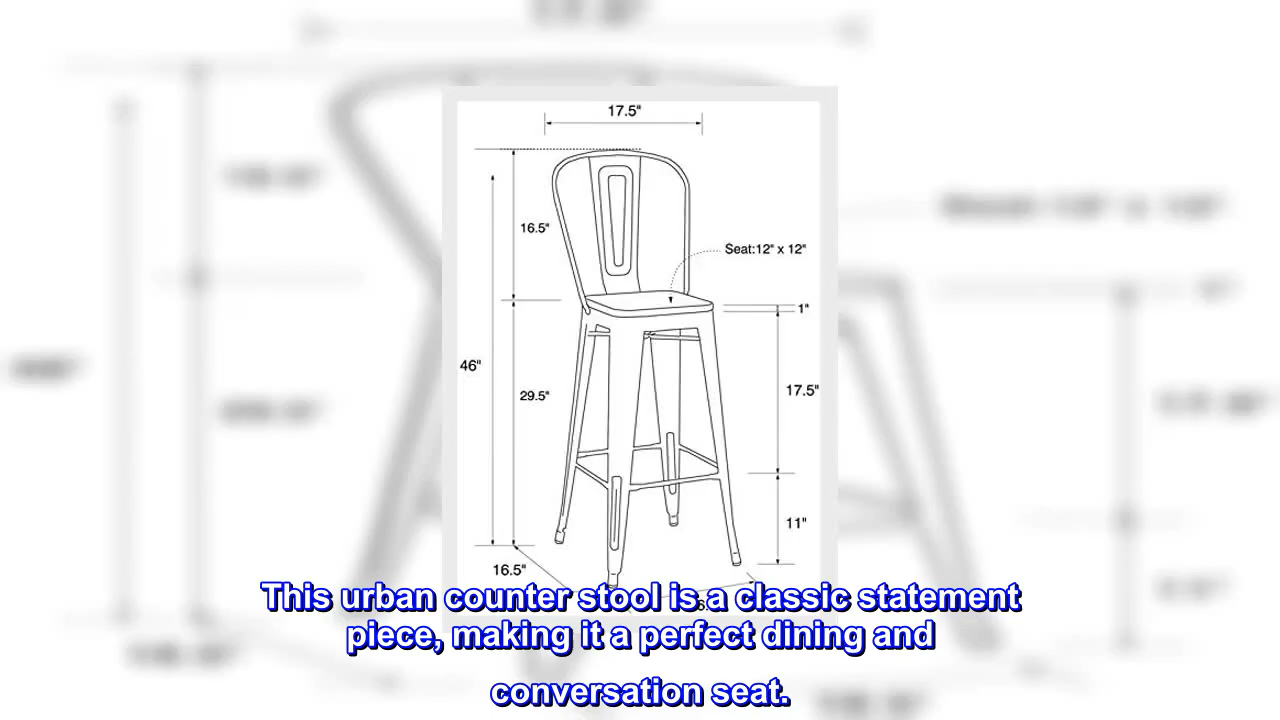 17.5"
16.5"
Seat:12" x 12"
1"
46"
29.5"
17.5"
11"
16.5"
This urban counter stool is a classic statement
piece, making it a perfect dining and
conversation seat.